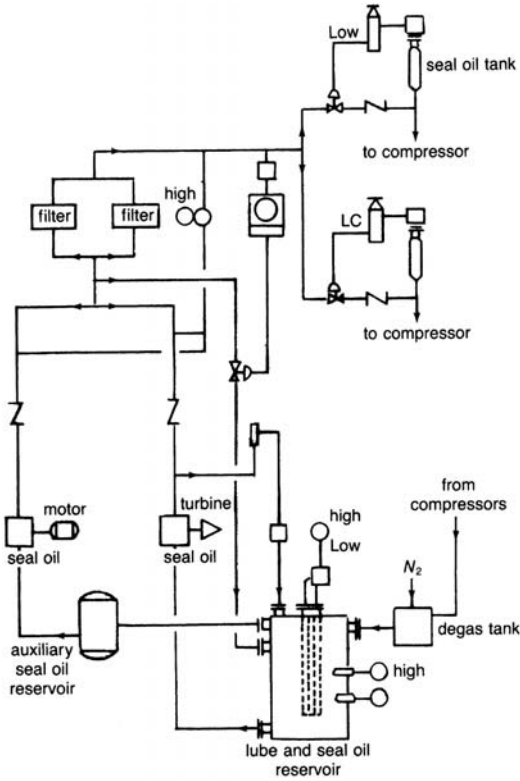 Low
seal oil tank
to compressor
high
filter
filter
LC
to compressor
motor
turbine
seal oil
seal oil
high
Low
from
compressors
N2
degas tank
auxiliary
seal oil
reservoir
high
lube and seal oil
reservoir